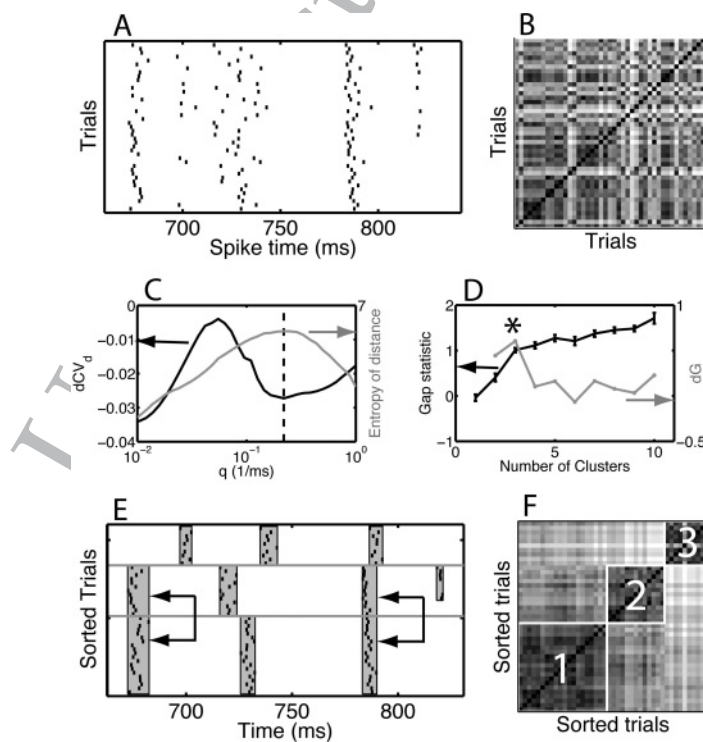 A
Trials
700 750 800
Spike time (ms)
B
Trials
Trials
C
0
-0.01
-0.02
-0.03
-0.04
dCV_d
7
Entropy of distance
10^-2 10^-1 10^0
q (1/ms)
D
2
1
0
-1
Gap statistic
*
1
-0.5
dG
0 5 10
Number of Clusters
E
Sorted Trials
700 750 800
Time (ms)
F
Sorted trials
3
2
1
Sorted trials